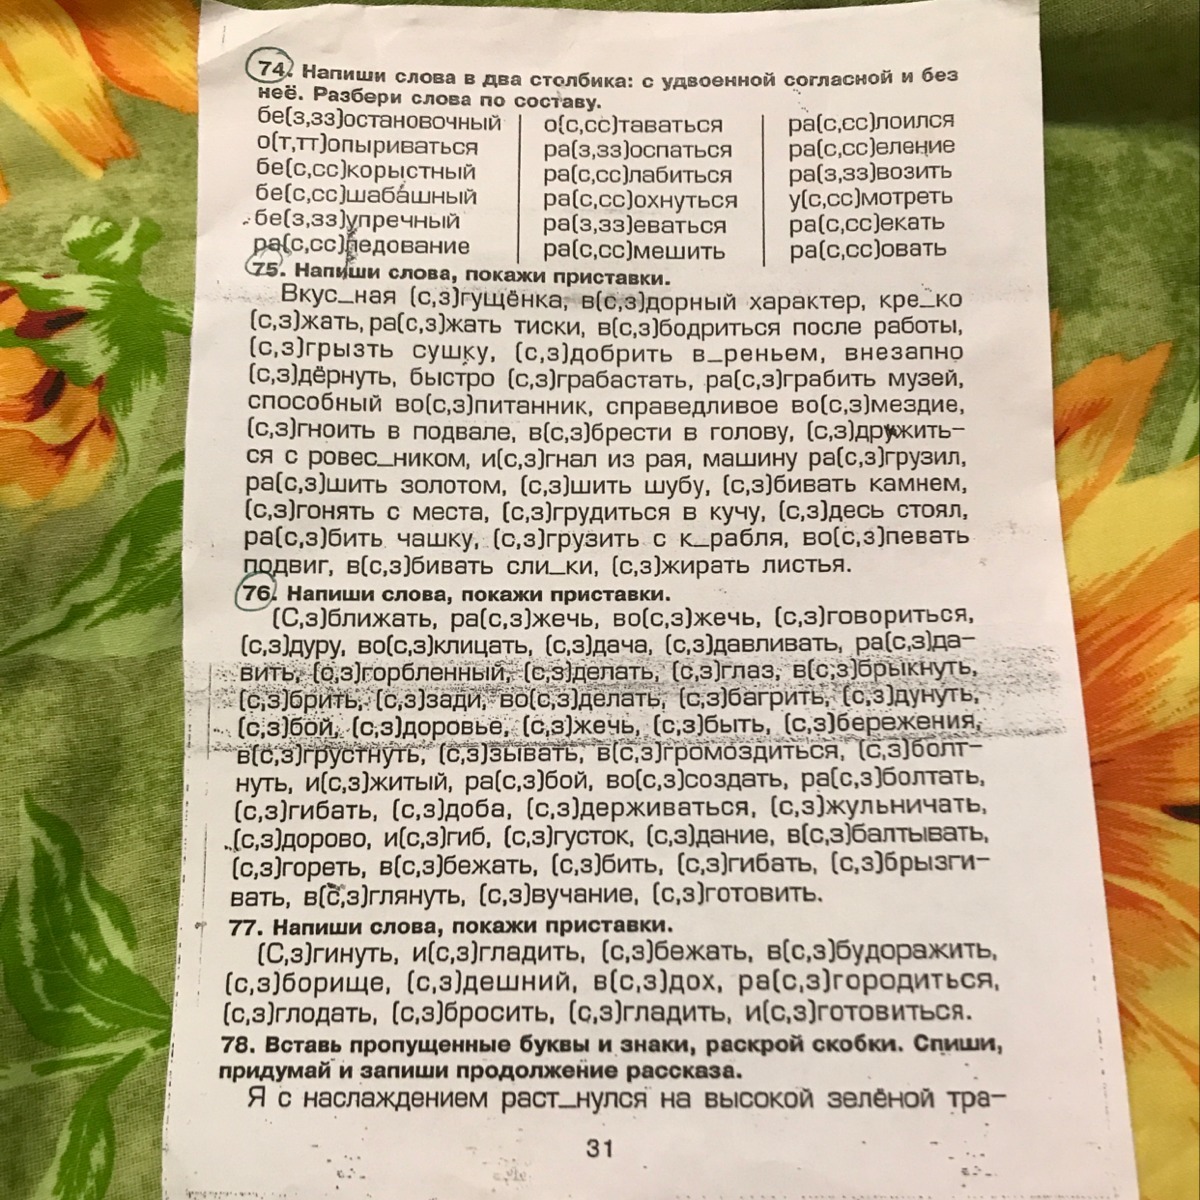 74. Напиши слова в два столбика: с удвоенной согласной и без
неё. Разбери слова по составу.
бе(з,зз)остановочный
о(т,тт)опыриваться
бе(с,сс)корыстный
бе(с,сс)шабашный
бе(з,зз)упречный
ра(с,сс)ледование
о(с,сс)таваться
ра(з,зз)оспаться
ра(с,сс)лабиться
ра(с,сс)охнуться
ра(з,зз)еваться
ра(с,сс)мешить
ра(с,сс)лоился
ра(с,сс)еление
ра(з,зз)возить
у(с,сс)мотреть
ра(с,сс)екать
ра(с,сс)овать
75. Напиши слова, покажи приставки.
Вкус_ная (с,з)гущёнка, в(с,з)дорный характер, кре_ко
(с,з)жать, ра(с,з)жать тиски, в(с,з)бодриться после работы,
(с,з)грызть сушку, (с,з)добрить в_реньем, внезапно
(с,з)дёрнуть, быстро (с,з)грабастать, ра(с,з)грабить музей,
способный во(с,з)питанник, справедливое во(с,з)мездие,
(с,з)гноить в подвале, в(с,з)брести в голову, (с,з)дружить-
ся с ровес_ником, и(с,з)гнал из рая, машину ра(с,з)грузил,
ра(с,з)шить золотом, (с,з)шить шубу, (с,з)бивать камнем,
(с,з)гонять с места, (с,з)грудиться в кучу, (с,з)десь стоял,
ра(с,з)бить чашку, (с,з)грузить с к_рабля, во(с,з)певать
подвиг, в(с,з)бивать сли_ки, (с,з)жирать листья.
76. Напиши слова, покажи приставки.
(С,з)ближать, ра(с,з)жечь, во(с,з)жечь, (с,з)говориться,
(с,з)дуру, во(с,з)клицать, (с,з)дача, (с,з)давливать, ра(с,з)да-
вить, (с,з)горбленный, (с,з)делать, (с,з)глаз, в(с,з)брыкнуть,
(с,з)брить, (с,з)зади, во(с,з)делать, (с,з)багрить, (с,з)дунуть,
(с,з)бой, (с,з)доровье, (с,з)жечь, (с,з)быть, (с,з)бережения,
в(с,з)грустнуть, (с,з)зывать, в(с,з)громоздиться, (с,з)болт-
нуть, и(с,з)житый, ра(с,з)бой, во(с,з)создать, ра(с,з)болтать,
(с,з)гибать, (с,з)доба, (с,з)держиваться, (с,з)жульничать,
(с,з)дорово, и(с,з)гиб, (с,з)густок, (с,з)дание, в(с,з)балтывать,
(с,з)гореть, в(с,з)бежать, (с,з)бить, (с,з)гибать, (с,з)брызги-
вать, в(с,з)глянуть, (с,з)вучание, (с,з)готовить.
77. Напиши слова, покажи приставки.
(С,з)гинуть, и(с,з)гладить, (с,з)бежать, в(с,з)будоражить,
(с,з)борище, (с,з)дешний, в(с,з)дох, ра(с,з)городиться,
(с,з)глодать, (с,з)бросить, (с,з)гладить, и(с,з)готовиться.
78. Вставь пропущенные буквы и знаки, раскрой скобки. Спиши,
придумай и запиши продолжение рассказа.
Я с наслаждением раст_нулся на высокой зелёной тра-
31